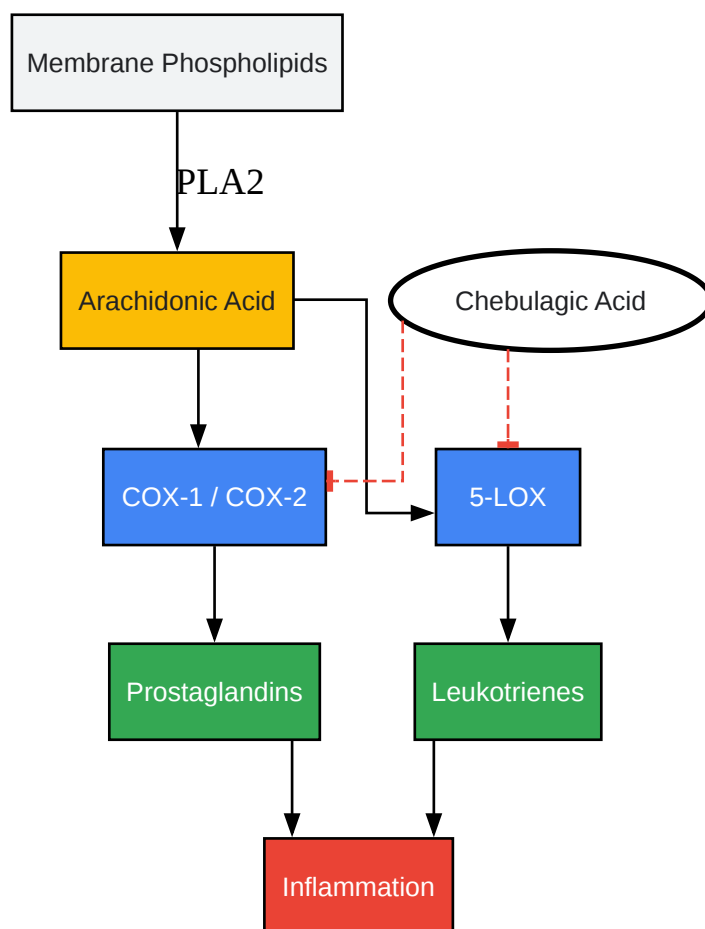 Membrane Phospholipids
PLA2
Arachidonic Acid
Chebulagic Acid
COX-1 / COX-2
5-LOX
Prostaglandins
Leukotrienes
Inflammation